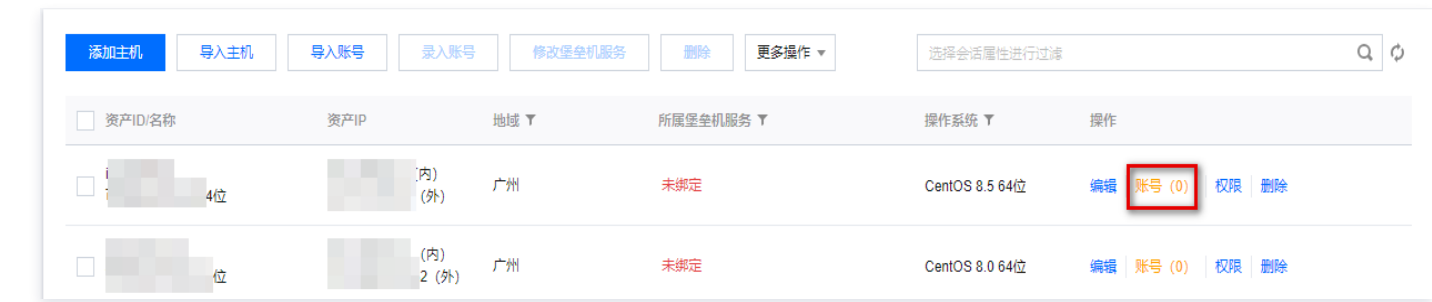 添加主机 导入主机 导入账号 录入账号 修改堡垒机服务 删除 更多操作 选择会话属性进行过滤
资产ID/名称 资产IP 地域 所属堡垒机服务 操作系统 操作
(内)
4位 (外) 广州 未绑定 CentOS 8.5 64位 编辑 账号 (0) 权限 删除
(内)
位 2 (外) 广州 未绑定 CentOS 8.0 64位 编辑 账号 (0) 权限 删除